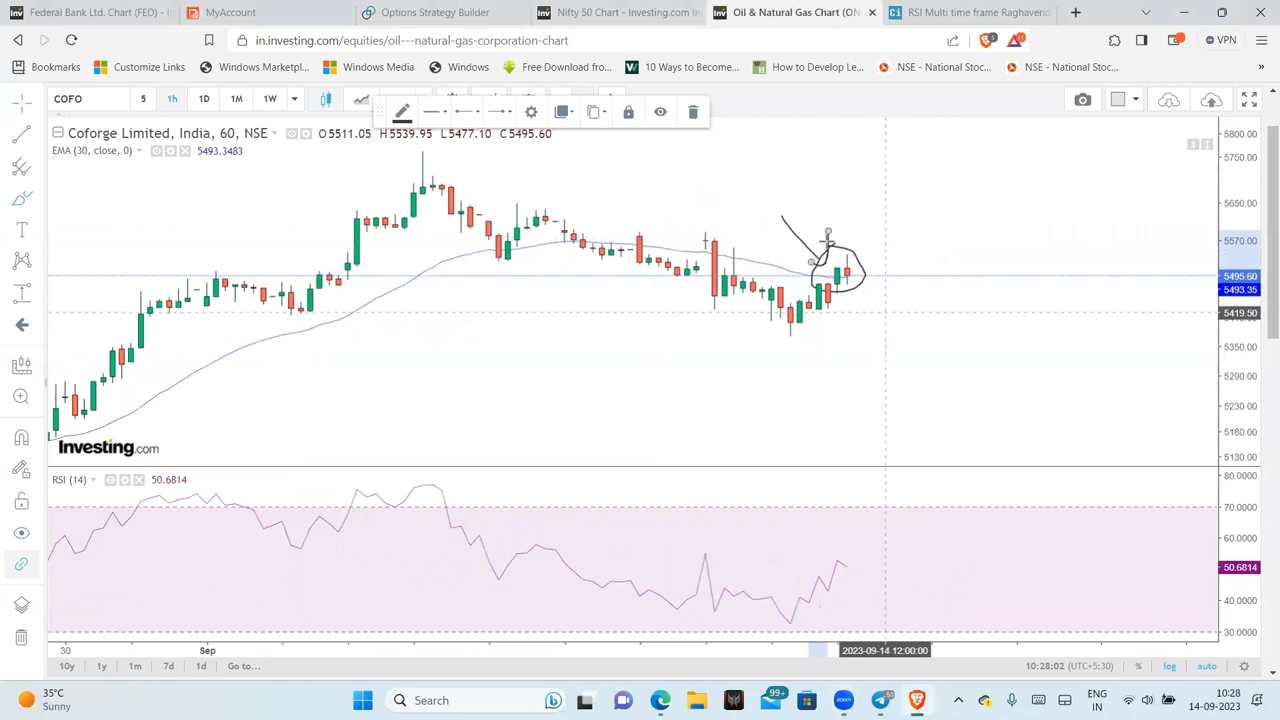 Federal Bank Ltd. Chart (FED) - I
MyAccount
Options Strategy Builder
Nifty 50 Chart - Investing.com In
Oil & Natural Gas Chart (ON
RSI Multi time frame Raghavend
in.investing.com/equities/oil---natural-gas-corporation-chart
VPN
Bookmarks
Customize Links
Windows Marketpl...
Windows Media
Windows
Free Download from...
10 Ways to Become...
How to Develop Le...
NSE - National Stoc...
NSE - National Stoc...
COFO
5
1h
1D
1M
1W
Coforge Limited, India, 60, NSE
O5511.05 H5539.95 L5477.10 C5495.60
EMA (30, close, 0)
5493.3483
5800.00
5750.00
5650.00
5570.00
5495.60
5493.35
5419.50
5350.00
5290.00
5230.00
5180.00
5130.00
Investing.com
RSI (14)
50.6814
80.0000
70.0000
60.0000
50.6814
40.0000
30.0000
30
Sep
2023-09-14 12:00:00
10y
1y
1m
7d
1d
Go to...
10:28:02 (UTC+5:30)
%
log
auto
35°C
Sunny
Search
99+
ENG
IN
10:28
14-09-2023